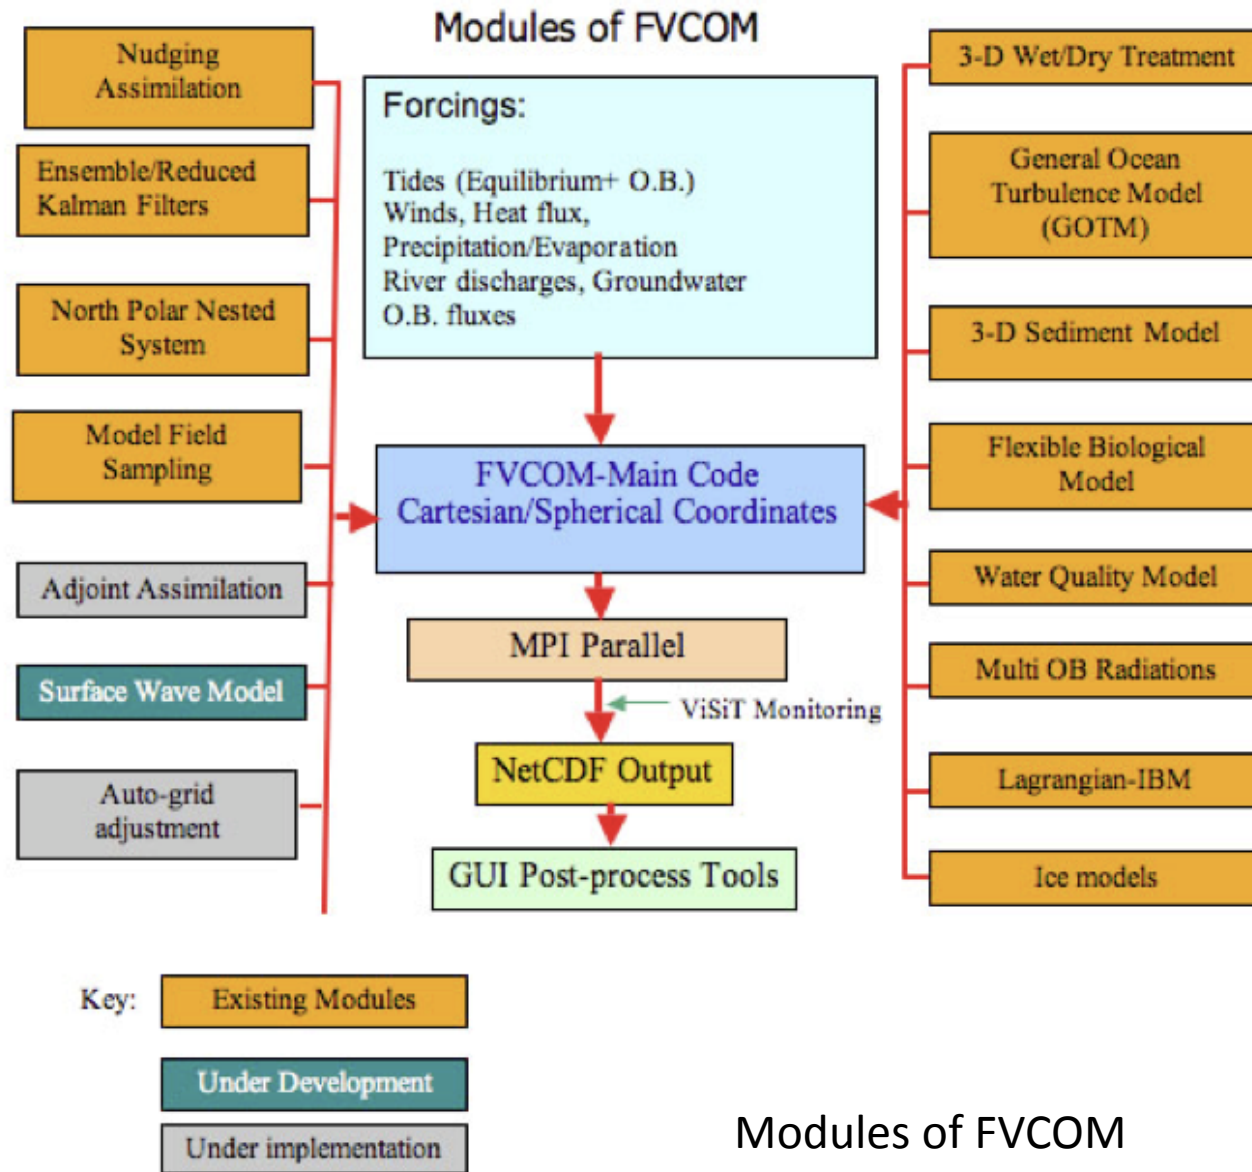 Modules of FVCOM
Nudging
Assimilation
Ensemble/Reduced
Kalman Filters
North Polar Nested
System
Model Field
Sampling
Adjoint Assimilation
Surface Wave Model
Auto-grid
adjustment
Forcings:
Tides (Equilibrium+ O.B.)
Winds, Heat flux,
Precipitation/Evaporation
River discharges, Groundwater
O.B. fluxes
FVCOM-Main Code
Cartesian/Spherical Coordinates
MPI Parallel
ViSiT Monitoring
NetCDF Output
GUI Post-process Tools
3-D Wet/Dry Treatment
General Ocean
Turbulence Model
(GOTM)
3-D Sediment Model
Flexible Biological
Model
Water Quality Model
Multi OB Radiations
Lagrangian-IBM
Ice models
Key:
Existing Modules
Under Development
Under implementation
Modules of FVCOM